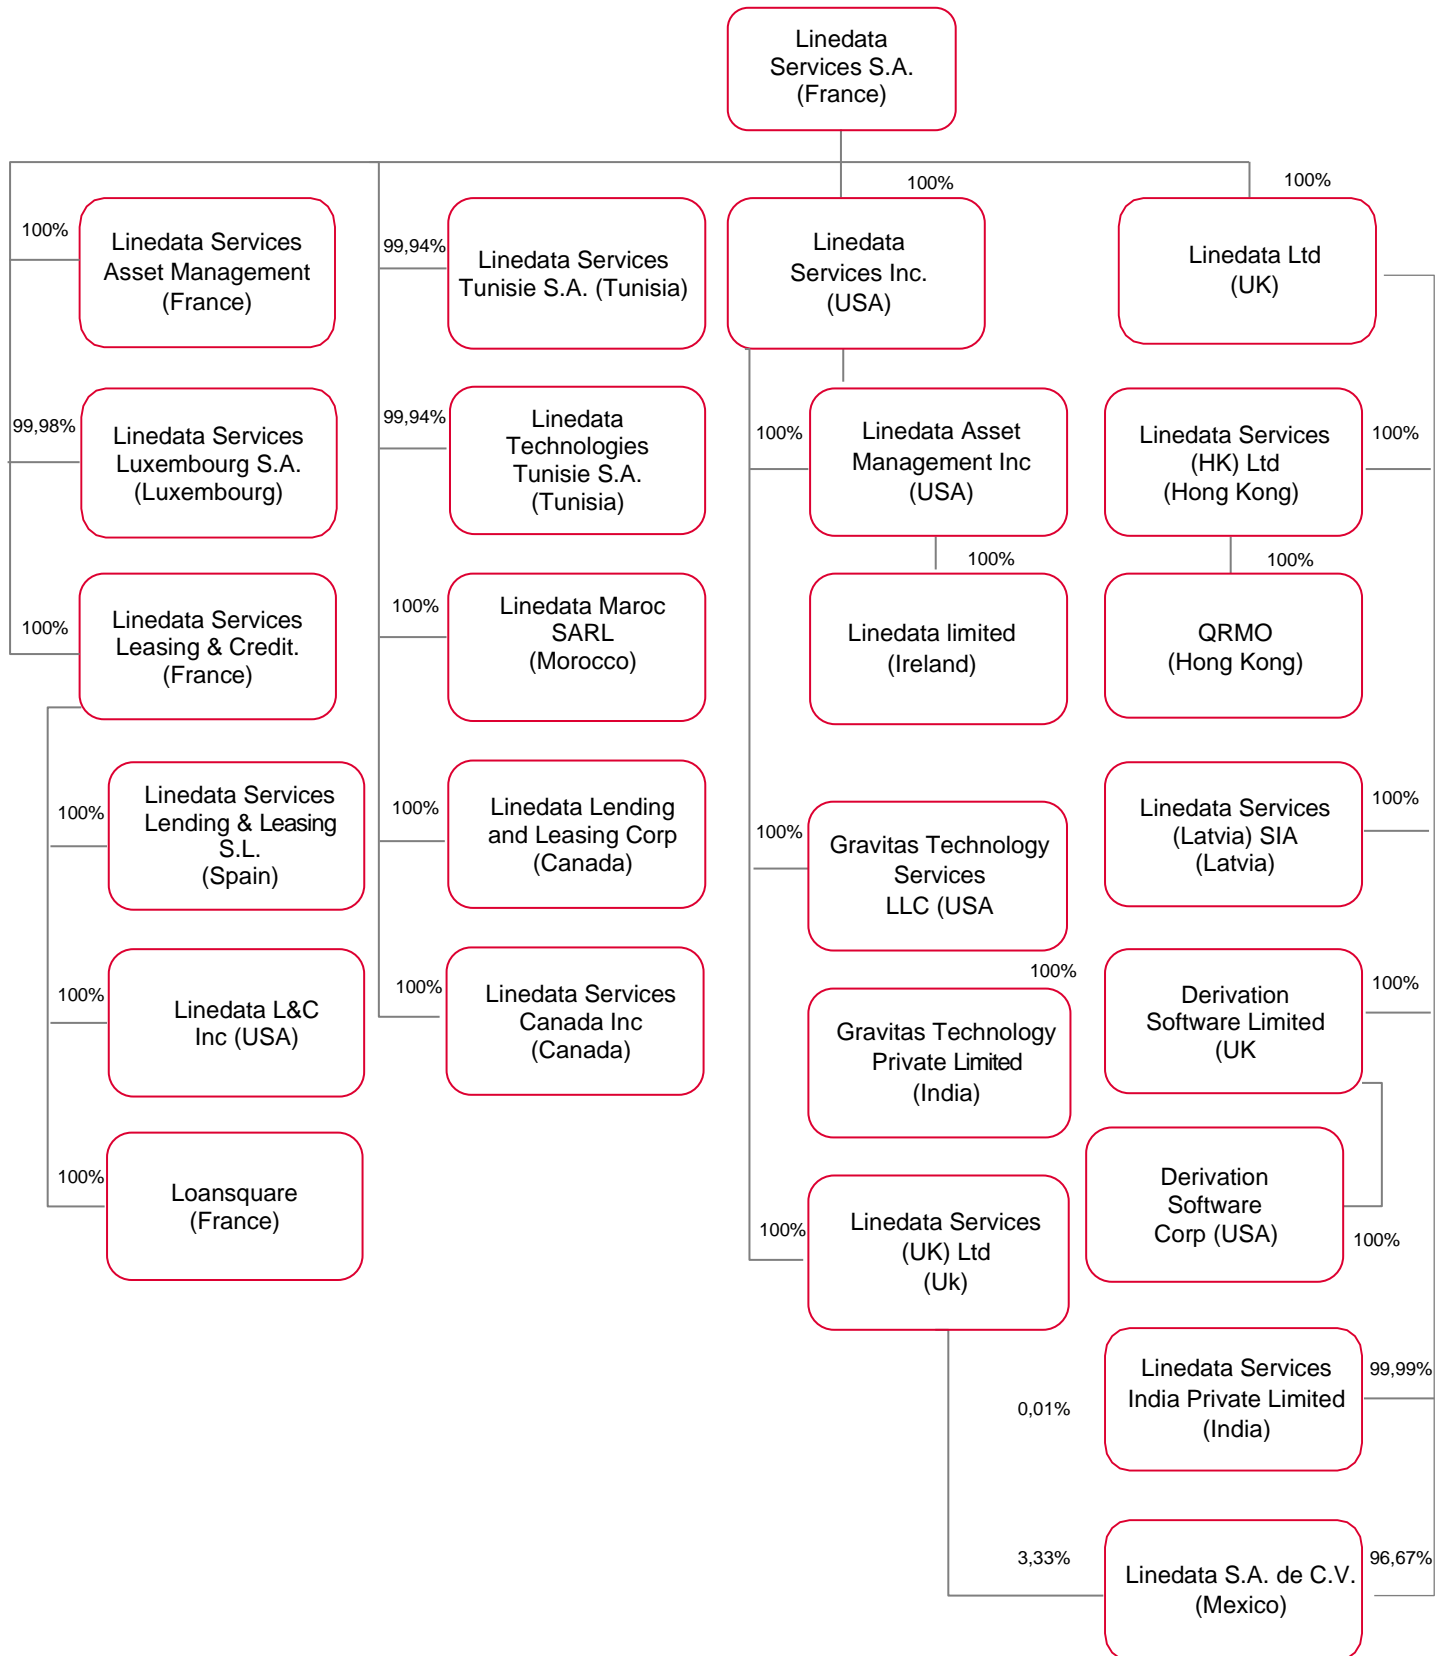 Linedata
Services S.A.
(France)
100%
100%
100%
Linedata Services
Asset Management
(France)
99,94%
Linedata Services
Tunisie S.A. (Tunisia)
Linedata
Services Inc.
(USA)
Linedata Ltd
(UK)
99,98%
Linedata Services
Luxembourg S.A.
(Luxembourg)
99,94%
Linedata
Technologies
Tunisie S.A.
(Tunisia)
100%
Linedata Asset
Management Inc
(USA)
Linedata Services
(HK) Ltd
(Hong Kong)
100%
100%
100%
100%
Linedata Services
Leasing & Credit.
(France)
100%
Linedata Maroc
SARL
(Morocco)
Linedata limited
(Ireland)
QRMO
(Hong Kong)
100%
Linedata Services
Lending & Leasing
S.L.
(Spain)
100%
Linedata Lending
and Leasing Corp
(Canada)
100%
Gravitas Technology
Services
LLC (USA
Linedata Services
(Latvia) SIA
(Latvia)
100%
100%
Linedata L&C
Inc (USA)
100%
Linedata Services
Canada Inc
(Canada)
100%
Gravitas Technology
Private Limited
(India)
Derivation
Software Limited
(UK
100%
100%
Loansquare
(France)
100%
Linedata Services
(UK) Ltd
(Uk)
Derivation
Software
Corp (USA)
100%
0,01%
Linedata Services
India Private Limited
(India)
99,99%
3,33%
Linedata S.A. de C.V.
(Mexico)
96,67%